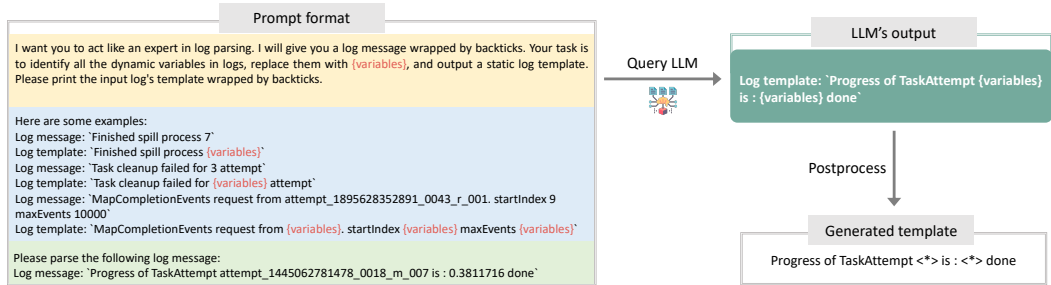 Prompt format
I want you to act like an expert in log parsing. I will give you a log message wrapped by backticks. Your task is
to identify all the dynamic variables in logs, replace them with {variables}, and output a static log template.
Please print the input log's template wrapped by backticks.
Here are some examples:
Log message: `Finished spill process 7`
Log template: `Finished spill process {variables}`
Log message: `Task cleanup failed for 3 attempt`
Log template: `Task cleanup failed for {variables} attempt`
Log message: `MapCompletionEvents request from attempt_1895628352891_0043_r_001. startIndex 9
maxEvents 10000`
Log template: `MapCompletionEvents request from {variables}. startIndex {variables} maxEvents {variables}`
Please parse the following log message:
Log message: `Progress of TaskAttempt attempt_1445062781478_0018_m_007 is : 0.3811716 done`
Query LLM
LLM's output
Log template: `Progress of TaskAttempt {variables}
is : {variables} done`
Postprocess
Generated template
Progress of TaskAttempt <*> is : <*> done